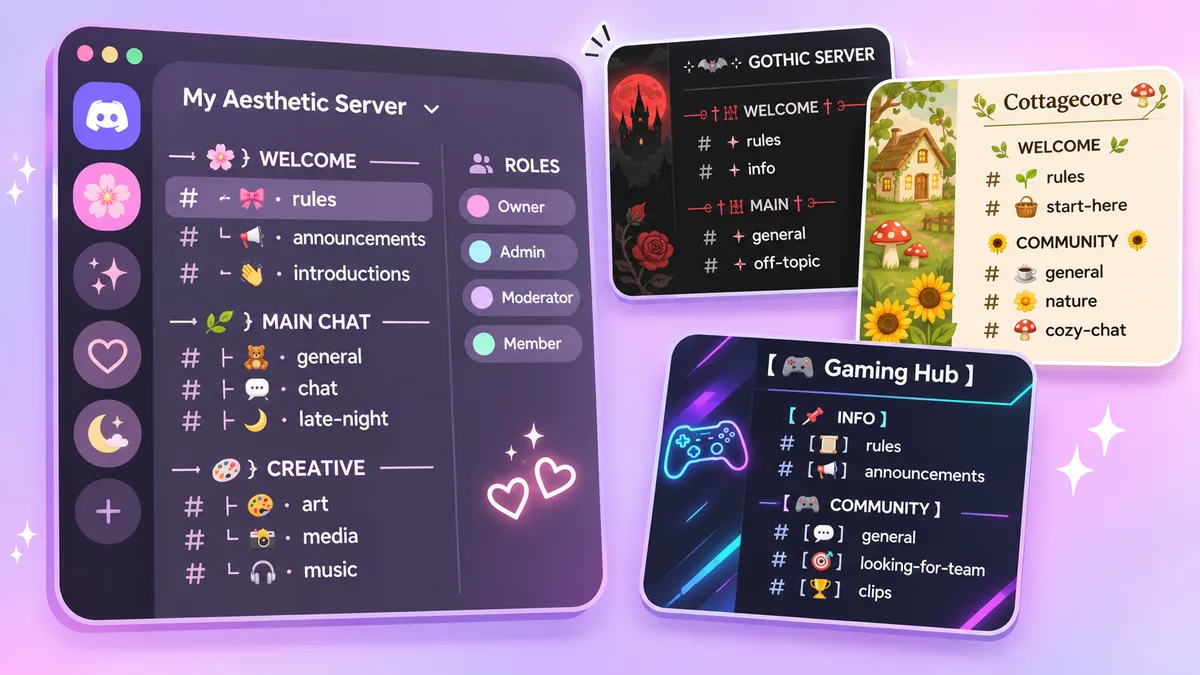 My Aesthetic Server
} WELCOME
# · rules
# · announcements
# · introductions
} MAIN CHAT
# · general
# · chat
# · late-night
} CREATIVE
# · art
# · media
# · music
ROLES
Owner
Admin
Moderator
Member
GOTHIC SERVER
WELCOME
# rules
# info
MAIN
# general
# off-topic
Cottagecore
WELCOME
# rules
# start-here
COMMUNITY
# general
# nature
# cozy-chat
【 Gaming Hub 】
[ INFO ]
# [ ] rules
# [ ] announcements
[ COMMUNITY ]
# [ ] general
# [ ] looking-for-team
# [ ] clips